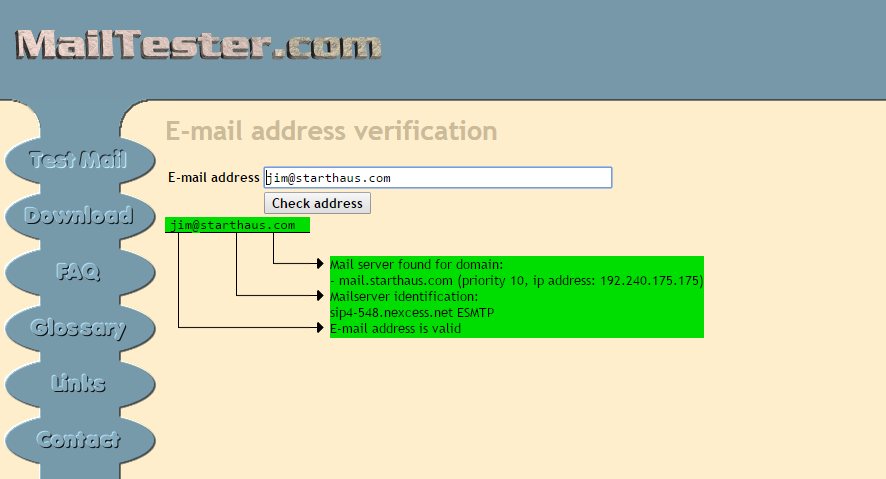 MailTester.com
E-mail address verification
Test Mail
Download
FAQ
Glossary
Links
Contact
E-mail address jim@starthaus.com
Check address
jim@starthaus.com
Mail server found for domain:
- mail.starthaus.com (priority 10, ip address: 192.240.175.175)
Mailserver identification:
sip4-548.nexcess.net ESMTP
E-mail address is valid